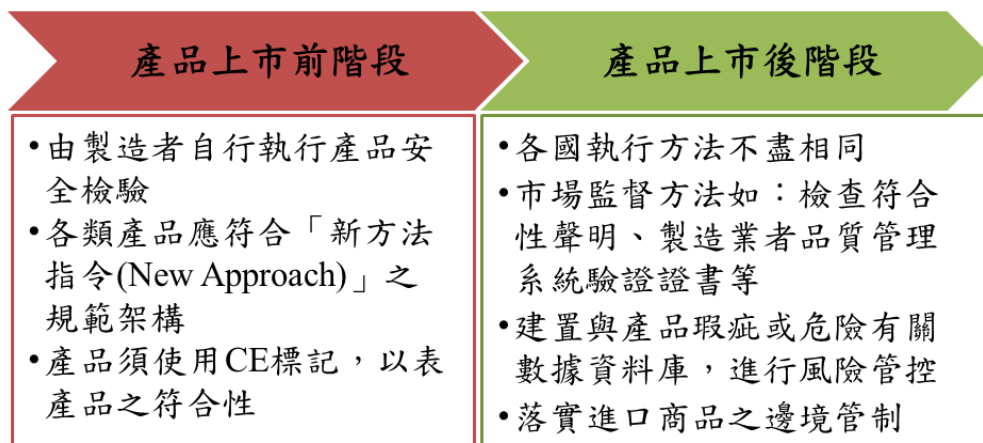 產品上市前階段
•由製造者自行執行產品安
全檢驗
•各類產品應符合「新方法
指令(New Approach)」之
規範架構
•產品須使用CE標記，以表
產品之符合性
產品上市後階段
•各國執行方法不盡相同
•市場監督方法如：檢查符合
性聲明、製造業者品質管理
系統驗證證書等
•建置與產品瑕疵或危險有關
數據資料庫，進行風險管控
•落實進口商品之邊境管制